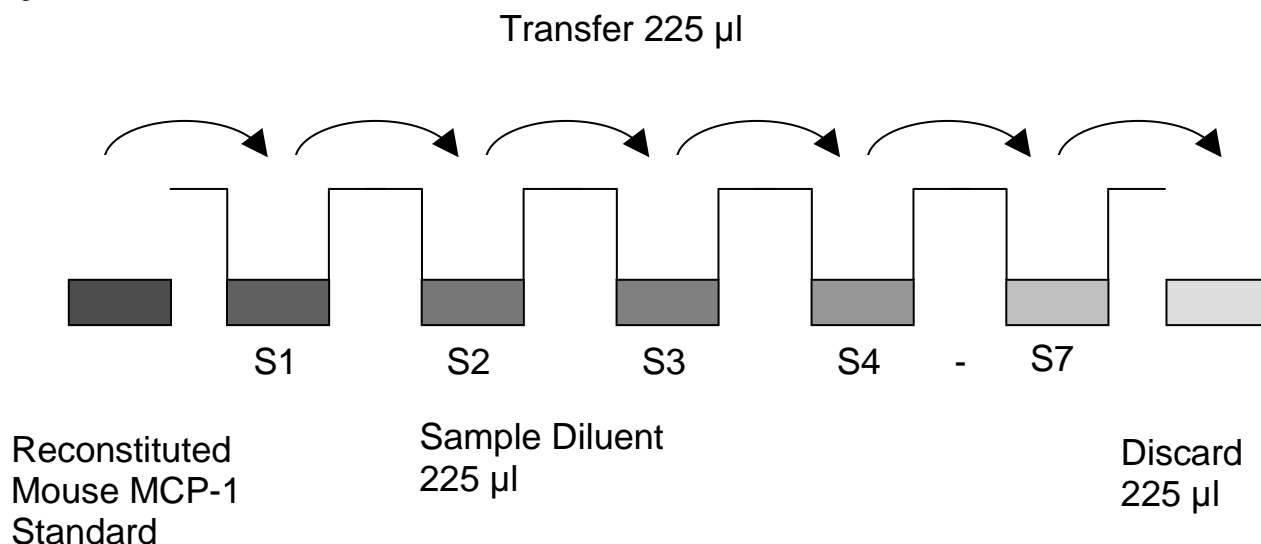 Transfer 225 µl
S1 S2 S3 S4 - S7
Reconstituted
Mouse MCP-1
Standard
Sample Diluent
225 µl
Discard
225 µl